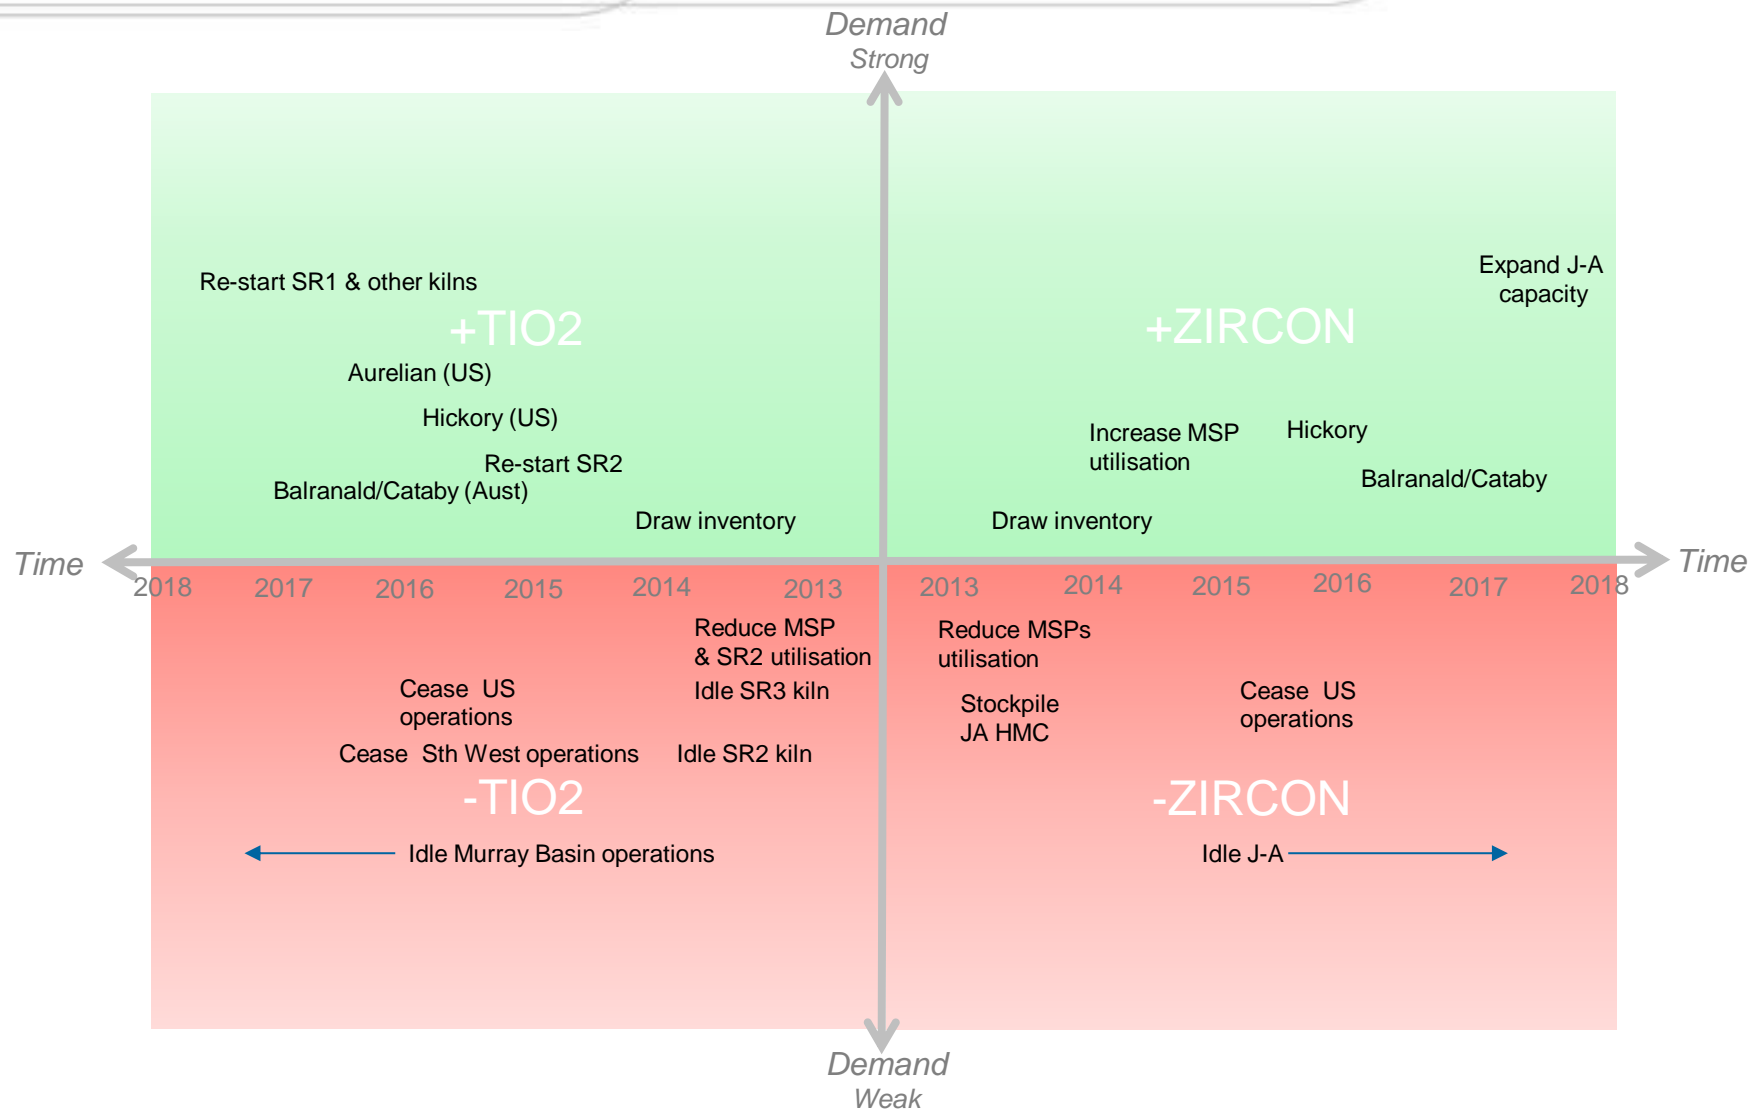 Demand
Strong
Re-start SR1 & other kilns
+TIO2
Aurelian (US)
Hickory (US)
Re-start SR2
Balranald/Cataby (Aust)
Draw inventory
Expand J-A
capacity
+ZIRCON
Increase MSP
utilisation
Hickory
Balranald/Cataby
Draw inventory
Time
2018 2017 2016 2015 2014 2013
2013 2014 2015 2016 2017 2018
Time
Reduce MSP
& SR2 utilisation
Cease US
operations
Idle SR3 kiln
Cease Sth West operations
Idle SR2 kiln
-TIO2
Idle Murray Basin operations
Reduce MSPs
utilisation
Stockpile
JA HMC
Cease US
operations
-ZIRCON
Idle J-A
Demand
Weak